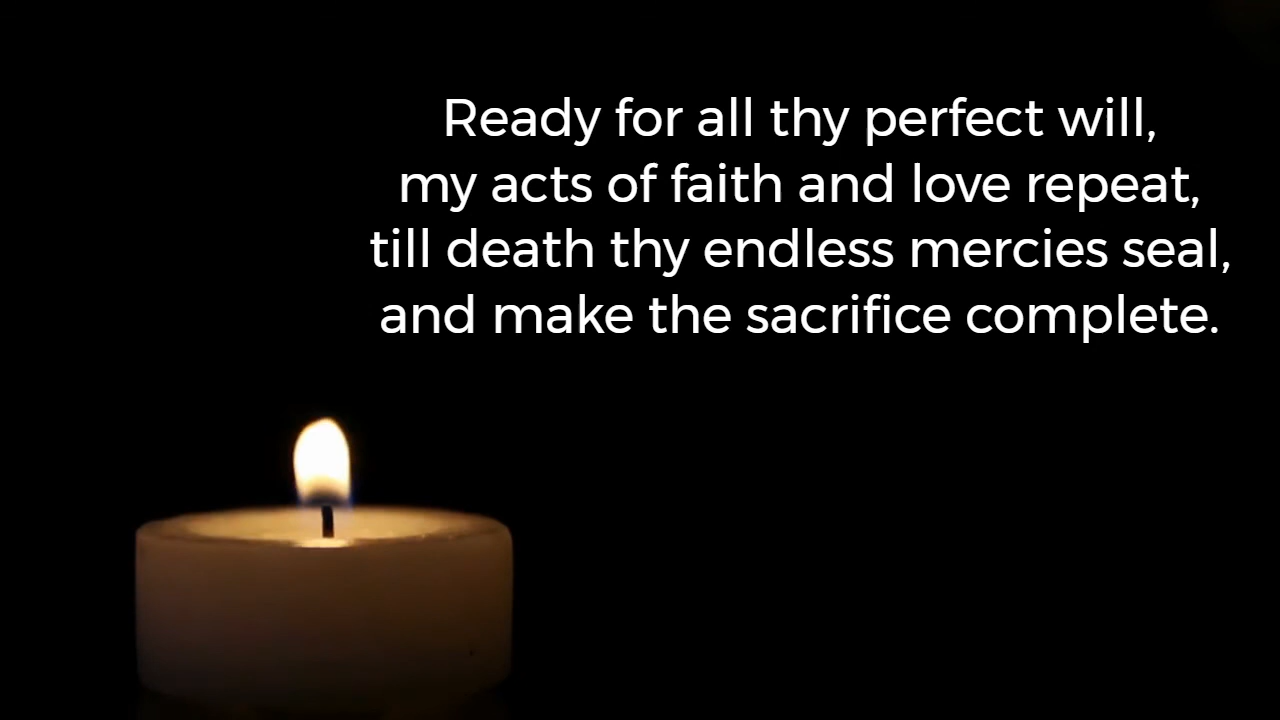 Ready for all thy perfect will,
my acts of faith and love repeat,
till death thy endless mercies seal,
and make the sacrifice complete.